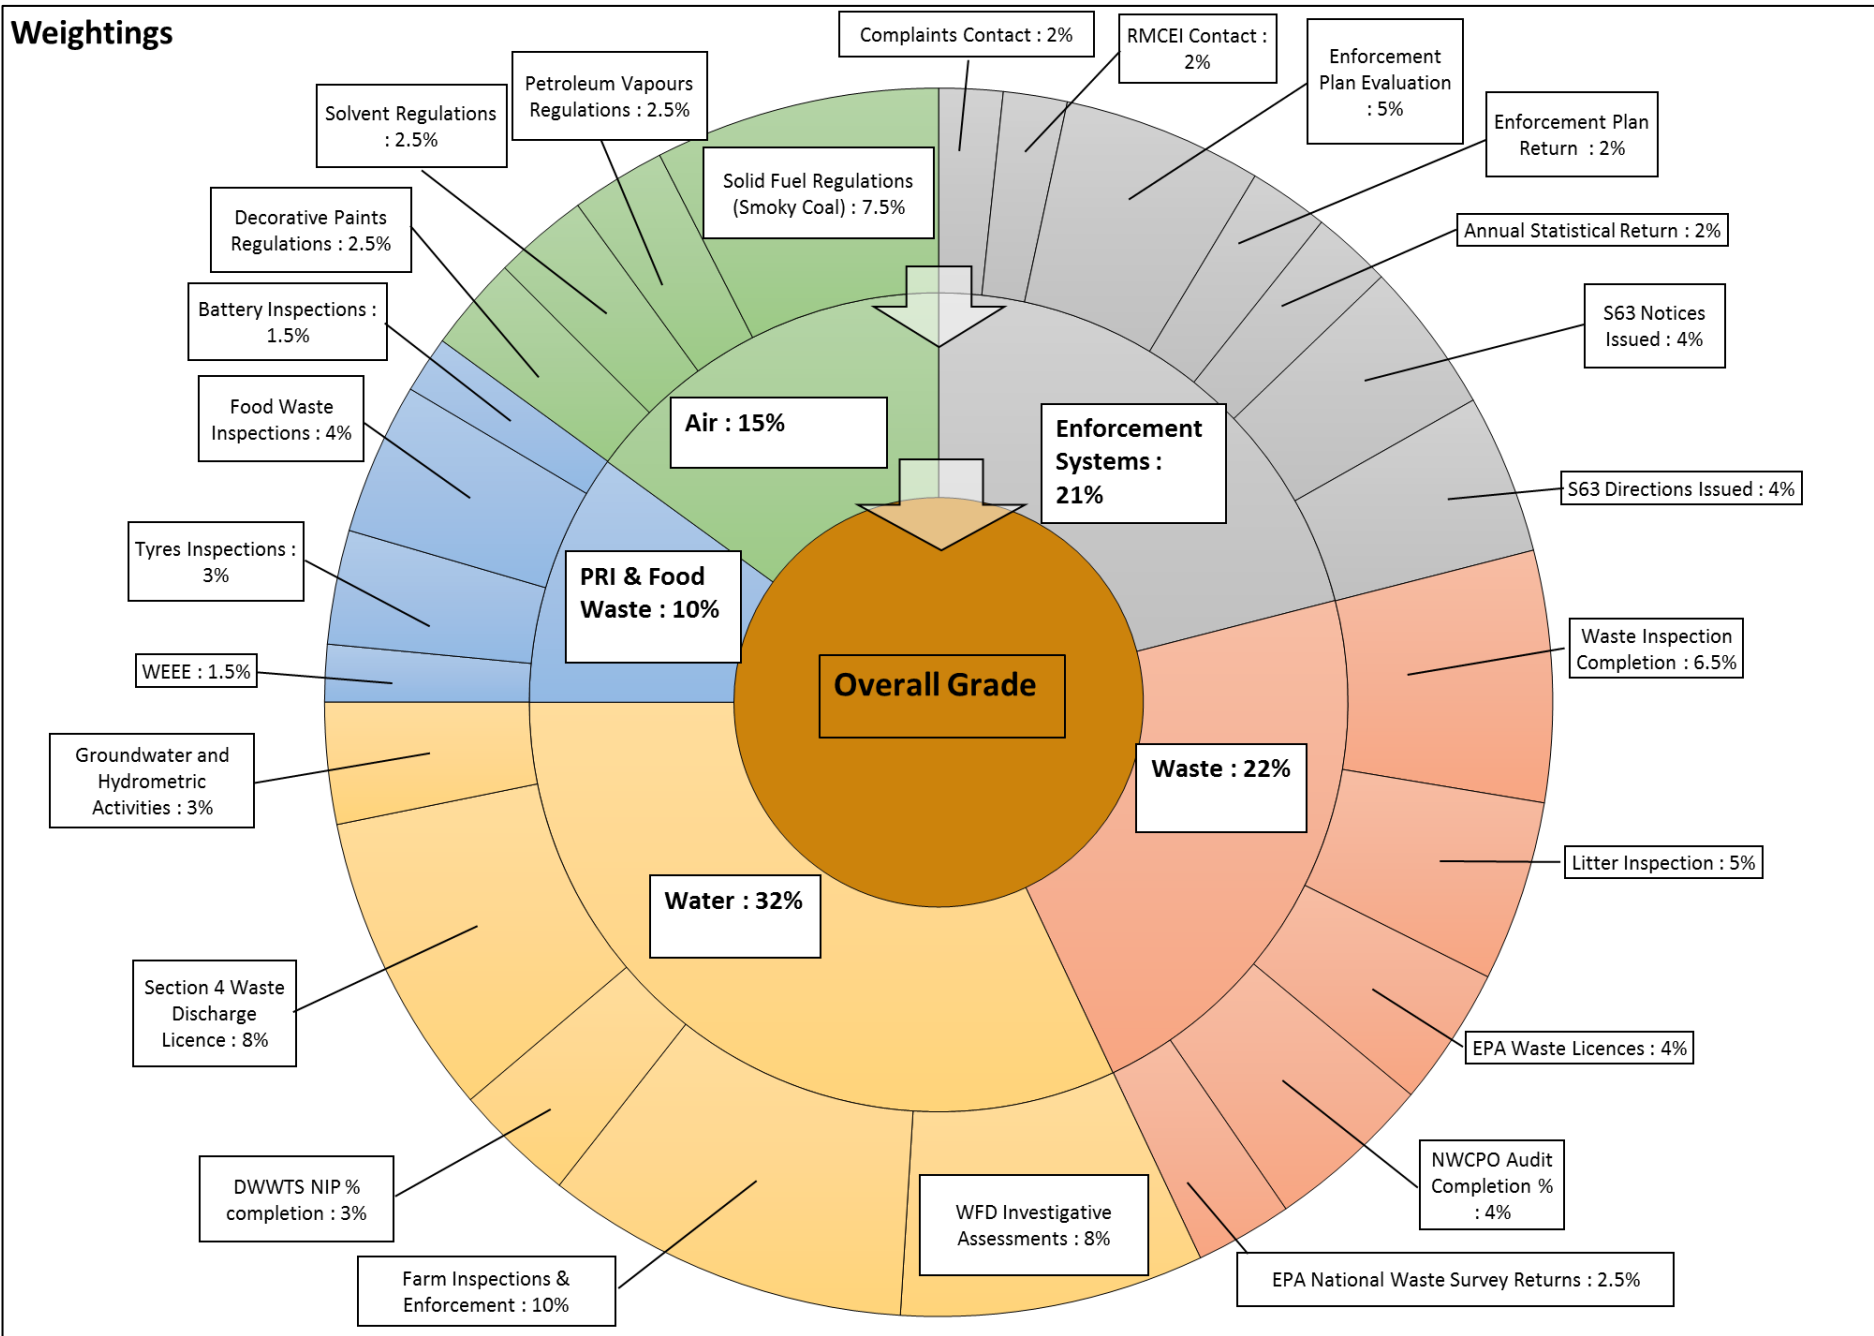 Weightings
Complaints Contact : 2%
RMCEI Contact :
2%
Enforcement
Plan Evaluation
: 5%
Enforcement Plan
Return : 2%
Annual Statistical Return : 2%
S63 Notices
Issued : 4%
S63 Directions Issued : 4%
Waste Inspection
Completion : 6.5%
Litter Inspection : 5%
EPA Waste Licences : 4%
NWCPO Audit
Completion %
: 4%
EPA National Waste Survey Returns : 2.5%
WFD Investigative
Assessments : 8%
Farm Inspections &
Enforcement : 10%
DWWTS NIP %
completion : 3%
Section 4 Waste
Discharge
Licence : 8%
Groundwater and
Hydrometric
Activities : 3%
WEEE : 1.5%
Tyres Inspections :
3%
Food Waste
Inspections : 4%
Battery Inspections :
1.5%
Decorative Paints
Regulations : 2.5%
Solvent Regulations
: 2.5%
Petroleum Vapours
Regulations : 2.5%
Solid Fuel Regulations
(Smoky Coal) : 7.5%
Air : 15%
Enforcement
Systems :
21%
PRI & Food
Waste : 10%
Overall Grade
Waste : 22%
Water : 32%